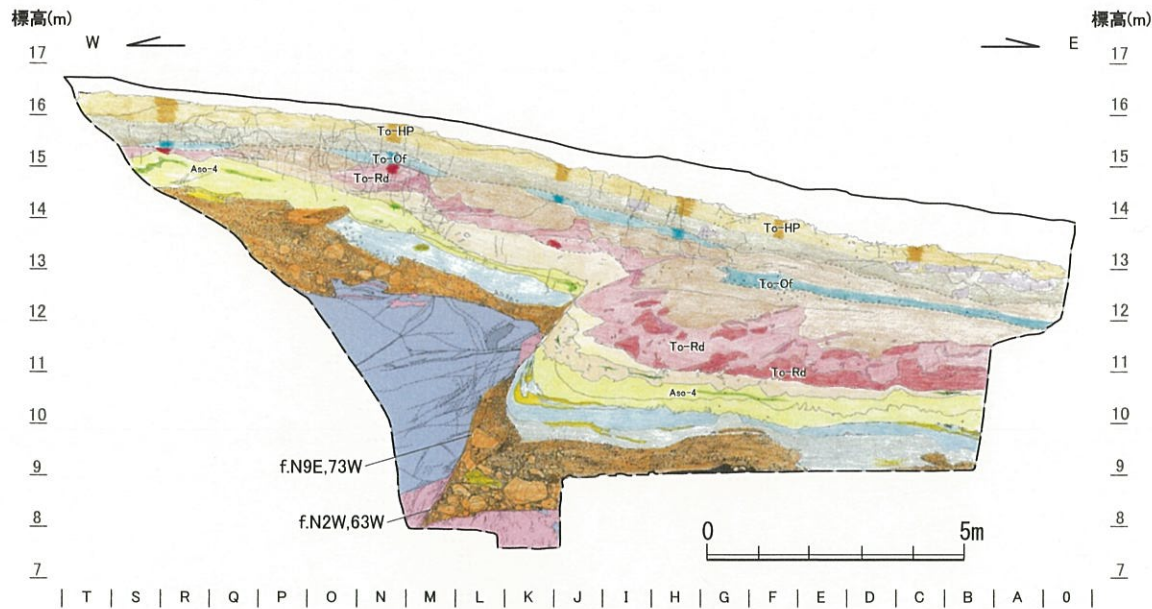 標高(m)
標高(m)
W
E
17
17
16
16
15
15
14
14
13
13
12
12
11
11
10
10
9
9
8
8
7
7
To-HP
To-Of
To-Rd
Aso-4
To-HP
To-Of
To-Rd
To-Rd
Aso-4
f.N9E,73W
f.N2W,63W
0 5m
T S R Q P O N M L K J I H G F E D C B A 0